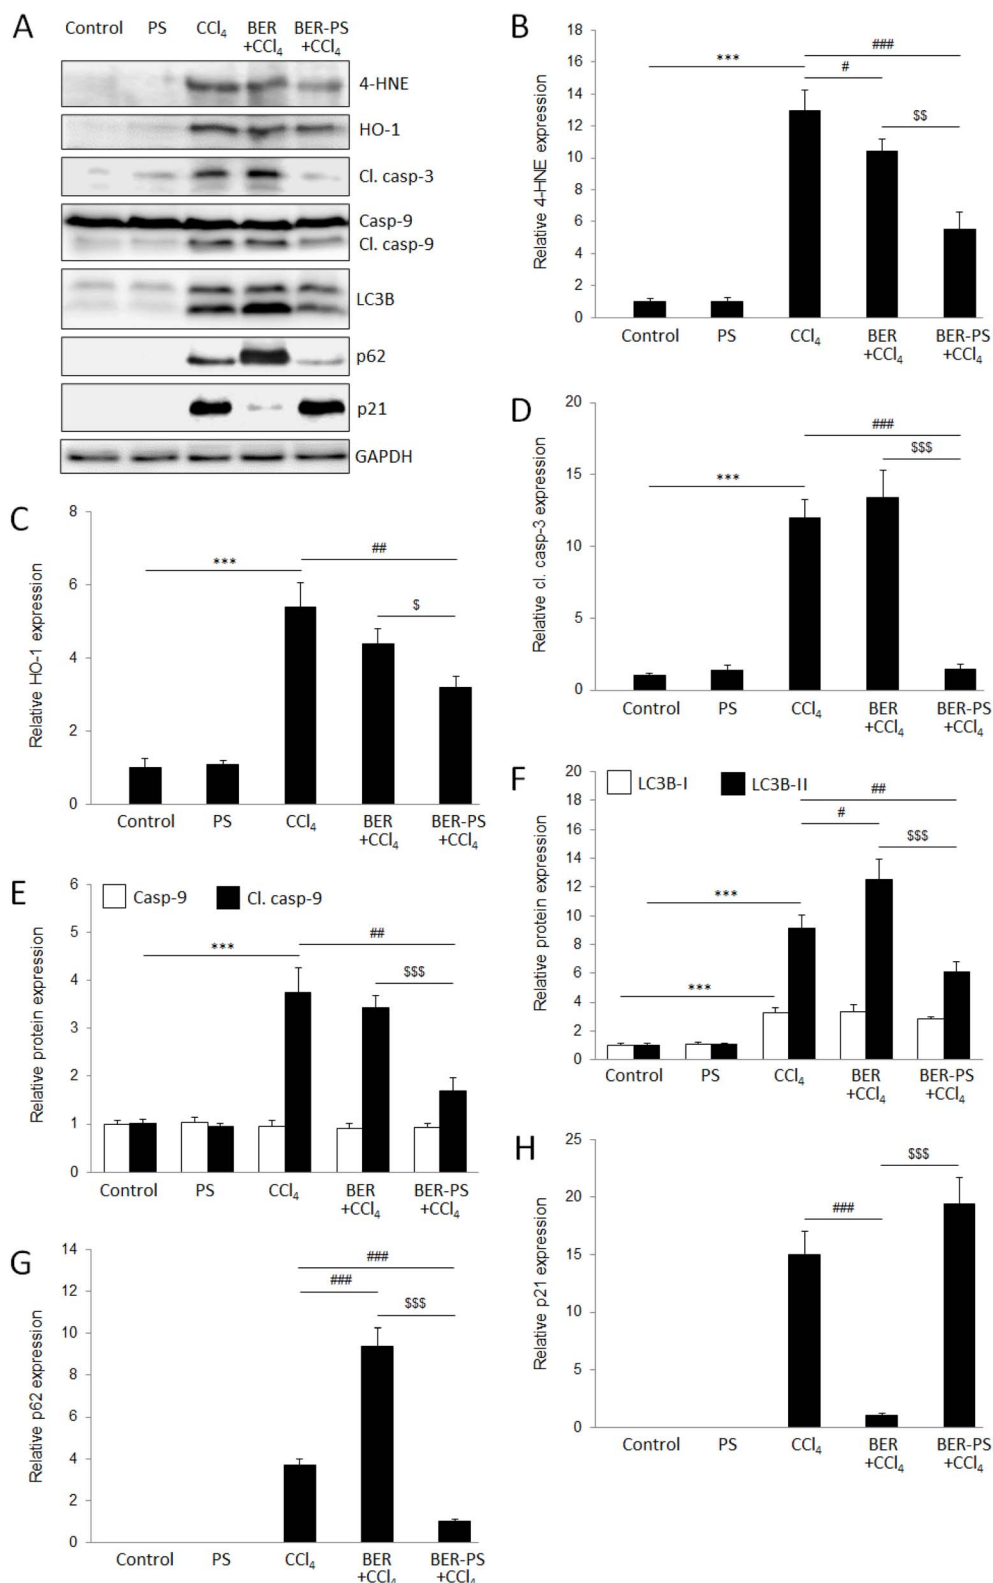 A
Control PS CCl4 BER +CCl4 BER-PS +CCl4
4-HNE
HO-1
Cl. casp-3
Casp-9
Cl. casp-9
LC3B
p62
p21
GAPDH
B
Relative 4-HNE expression
18
16
14
12
10
8
6
4
2
0
***
###
#
$$
Control PS CCl4 BER +CCl4 BER-PS +CCl4
C
Relative HO-1 expression
8
6
4
2
0
***
##
$
Control PS CCl4 BER +CCl4 BER-PS +CCl4
D
Relative cl. casp-3 expression
20
15
10
5
0
***
###
$$$
Control PS CCl4 BER +CCl4 BER-PS +CCl4
E
Casp-9 Cl. casp-9
Relative protein expression
6
5
4
3
2
1
0
***
##
$$$
Control PS CCl4 BER +CCl4 BER-PS +CCl4
F
LC3B-I LC3B-II
Relative protein expression
20
18
16
14
12
10
8
6
4
2
0
***
***
##
#
$$$
Control PS CCl4 BER +CCl4 BER-PS +CCl4
G
Relative p62 expression
14
12
10
8
6
4
2
0
###
###
$$$
Control PS CCl4 BER +CCl4 BER-PS +CCl4
H
Relative p21 expression
25
20
15
10
5
0
###
$$$
Control PS CCl4 BER +CCl4 BER-PS +CCl4